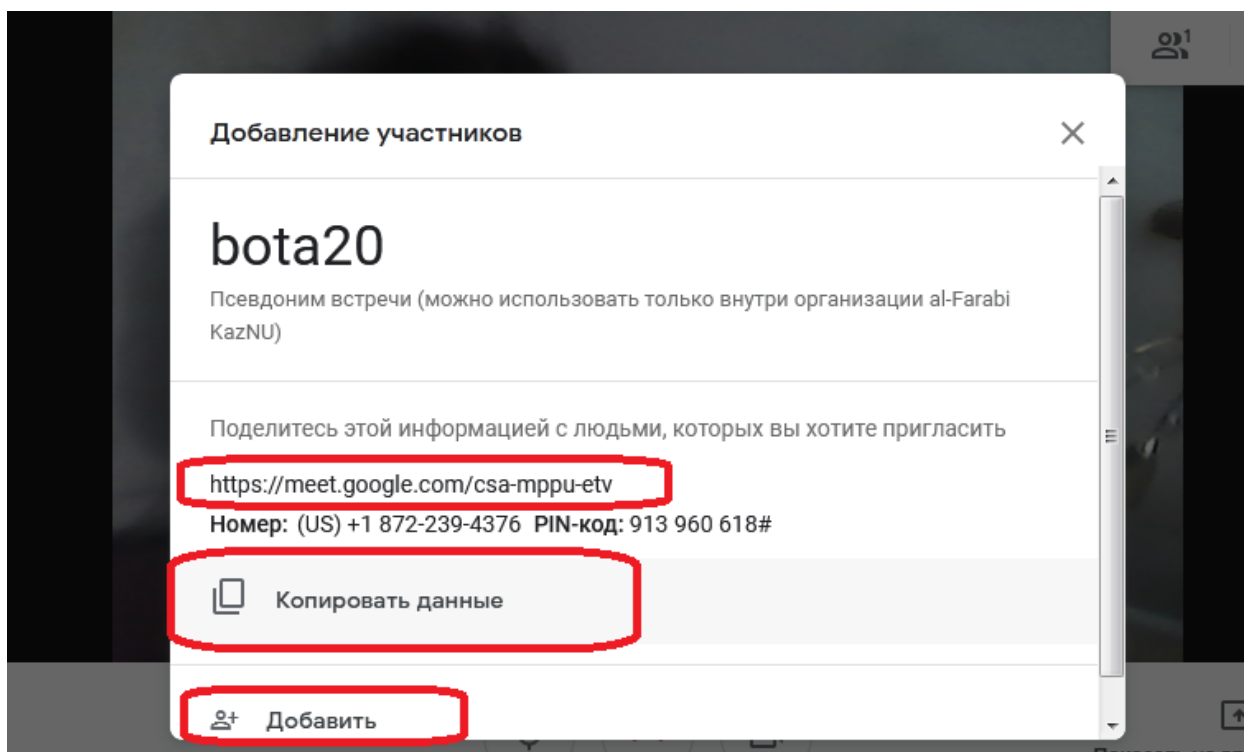 1
Добавление участников
bota20
Псевдоним встречи (можно использовать только внутри организации al-Farabi
KazNU)
Поделитесь этой информацией с людьми, которых вы хотите пригласить
https://meet.google.com/csa-mppu-etv
Номер: (US) +1 872-239-4376 PIN-код: 913 960 618#
Копировать данные
Добавить